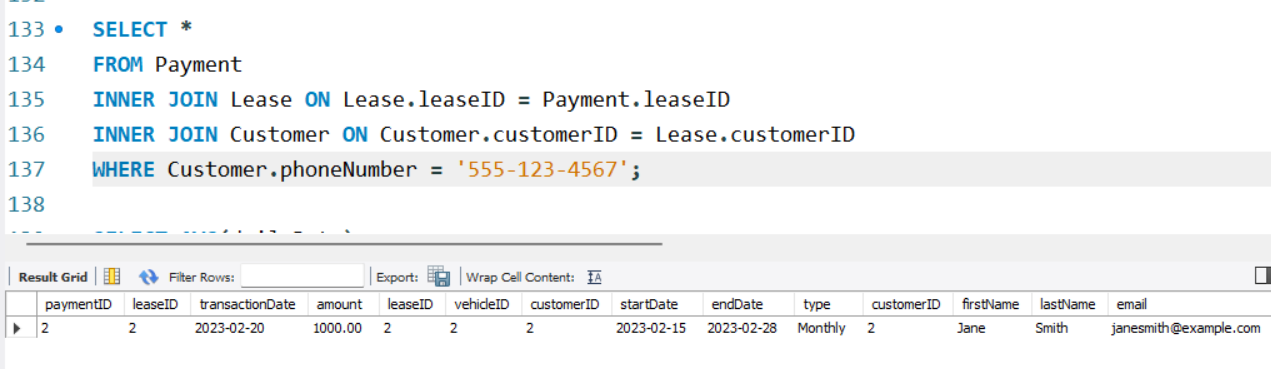 133 SELECT *
134 FROM Payment
135 INNER JOIN Lease ON Lease.leaseID = Payment.leaseID
136 INNER JOIN Customer ON Customer.customerID = Lease.customerID
137 WHERE Customer.phoneNumber = '555-123-4567';
138
Result Grid Filter Rows: Export: Wrap Cell Content: IA
paymentID leaseID transactionDate amount leaseID vehicleID customerID startDate endDate type customerID firstName lastName email
2 2 2023-02-20 1000.00 2 2 2 2023-02-15 2023-02-28 Monthly 2 Jane Smith janesmith@example.com